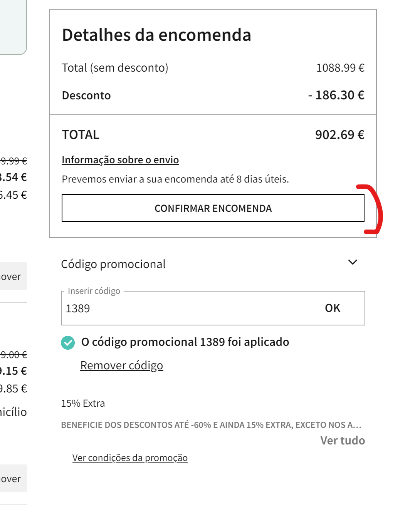 Detalhes da encomenda
Total (sem desconto) 1088.99 €
Desconto - 186.30 €
TOTAL 902.69 €
Informação sobre o envio
Prevemos enviar a sua encomenda até 8 dias úteis.
CONFIRMAR ENCOMENDA
Código promocional
Inserir código
1389 OK
O código promocional 1389 foi aplicado
Remover código
15% Extra
BENEFICIE DOS DESCONTOS ATÉ -60% E AINDA 15% EXTRA, EXCETO NOS A...
Ver tudo
Ver condições da promoção
9.99 €
.54 €
6.45 €
over
9.00 €
9.15 €
9.85 €
icílio
over